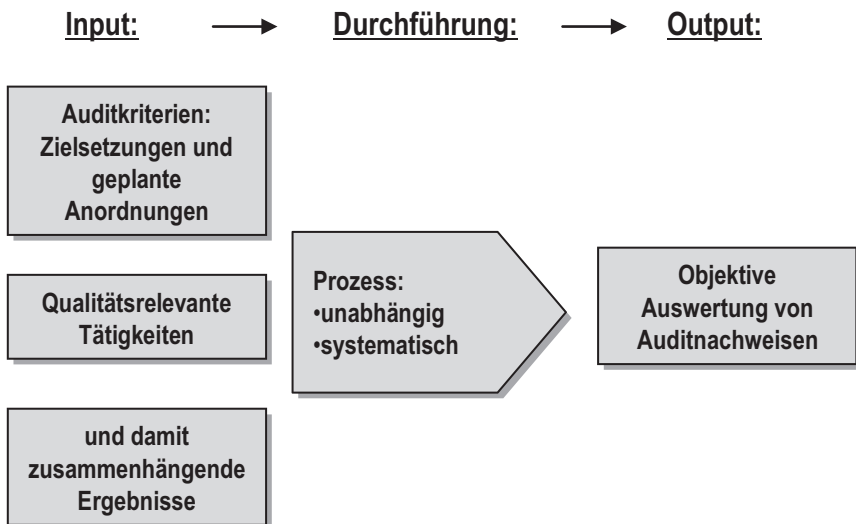 Input: → Durchführung: → Output:
Auditkriterien:
Zielsetzungen und
geplante
Anordnungen
Qualitätsrelevante
Tätigkeiten
und damit
zusammenhängende
Ergebnisse
Prozess:
•unabhängig
•systematisch
Objektive
Auswertung von
Auditnachweisen